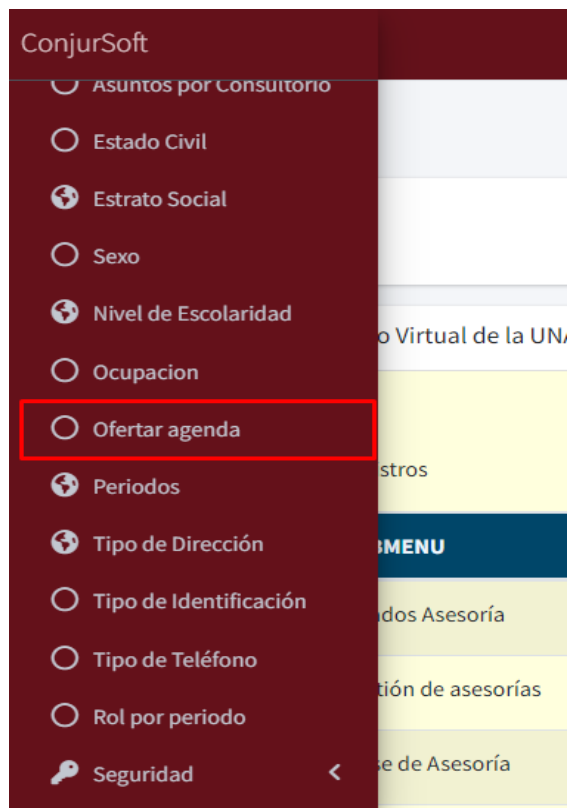 ConjurSoft
Asuntos por Consultorio
Estado Civil
Estrato Social
Sexo
Nivel de Escolaridad
o Virtual de la UNA
Ocupacion
Ofertar agenda
stros
Periodos
Tipo de Dirección
BMENU
Tipo de Identificación
dos Asesoría
Tipo de Teléfono
tión de asesorías
Rol por periodo
Seguridad
se de Asesoría